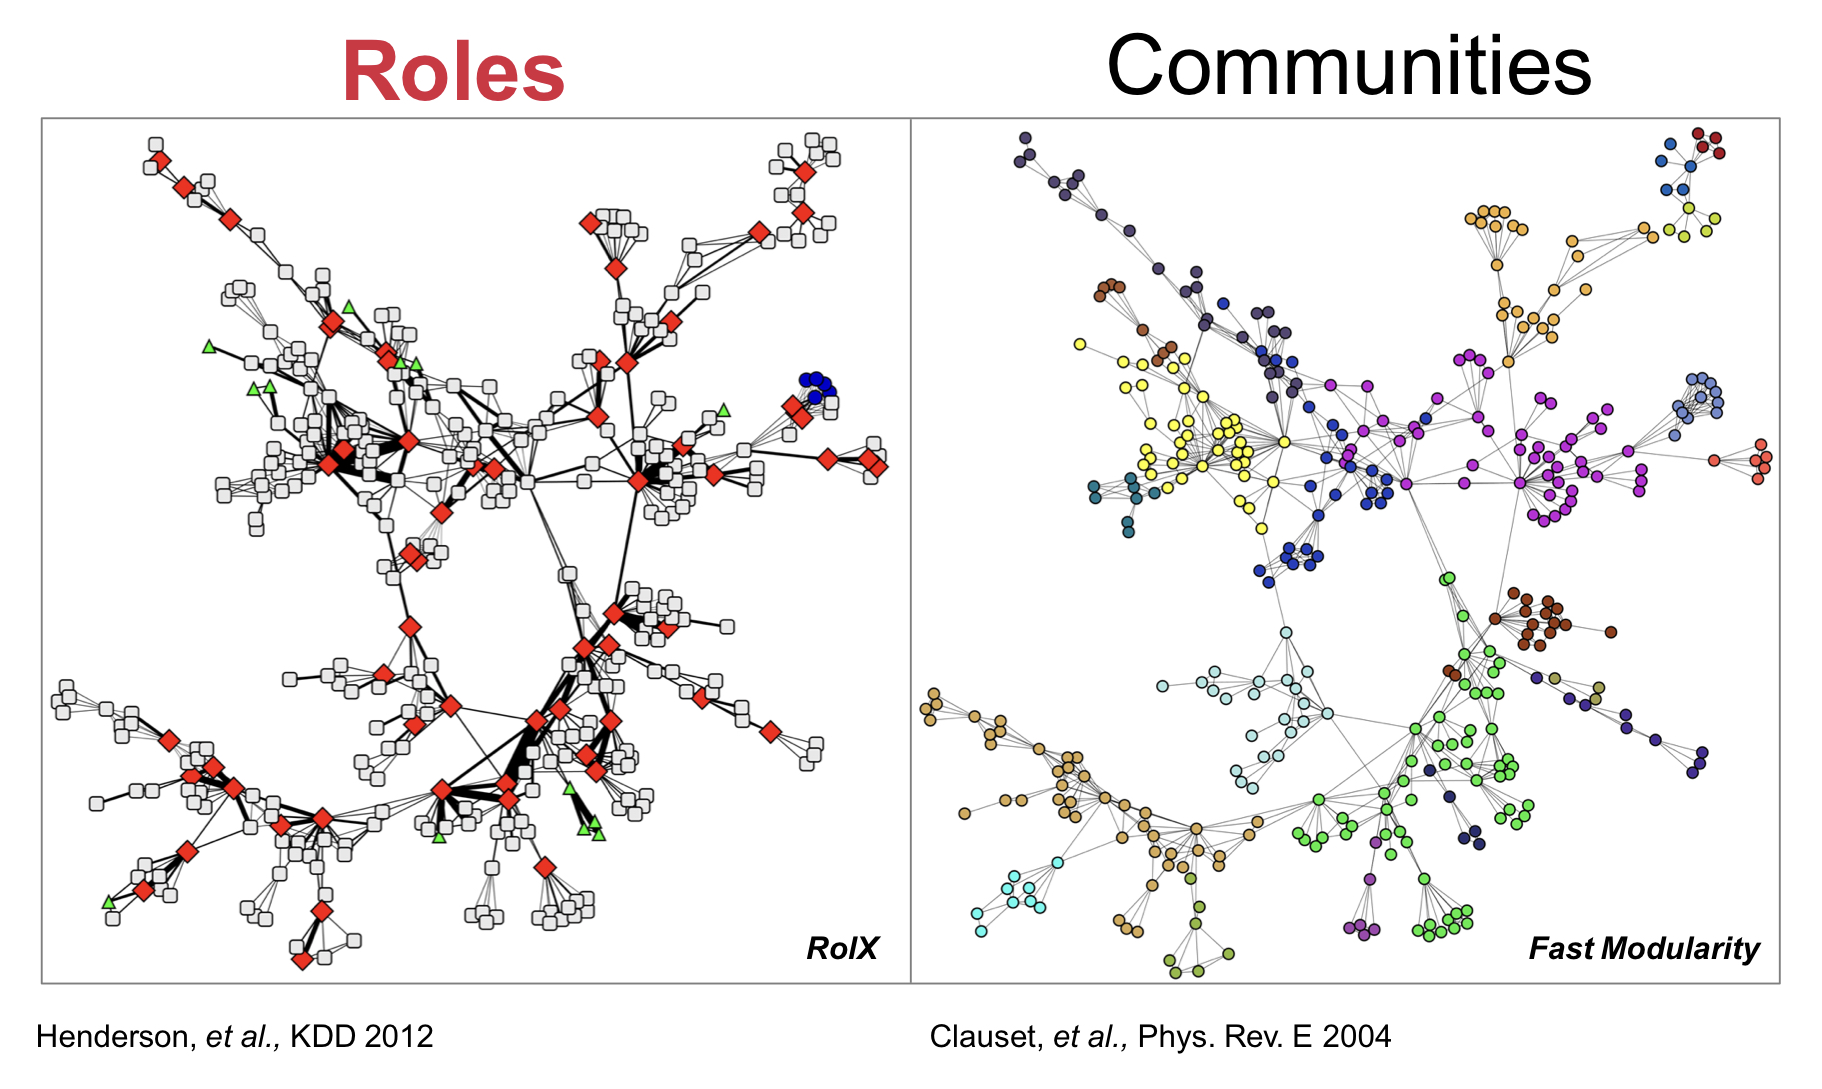 Roles
Communities
RolX
Fast Modularity
Henderson, et al., KDD 2012
Clauset, et al., Phys. Rev. E 2004